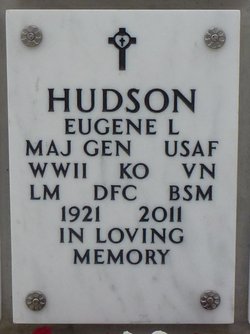 HUDSON
EUGENE L
MAJ GEN USAF
WWII KO VN
LM DFC BSM
1921 2011
IN LOVING
MEMORY